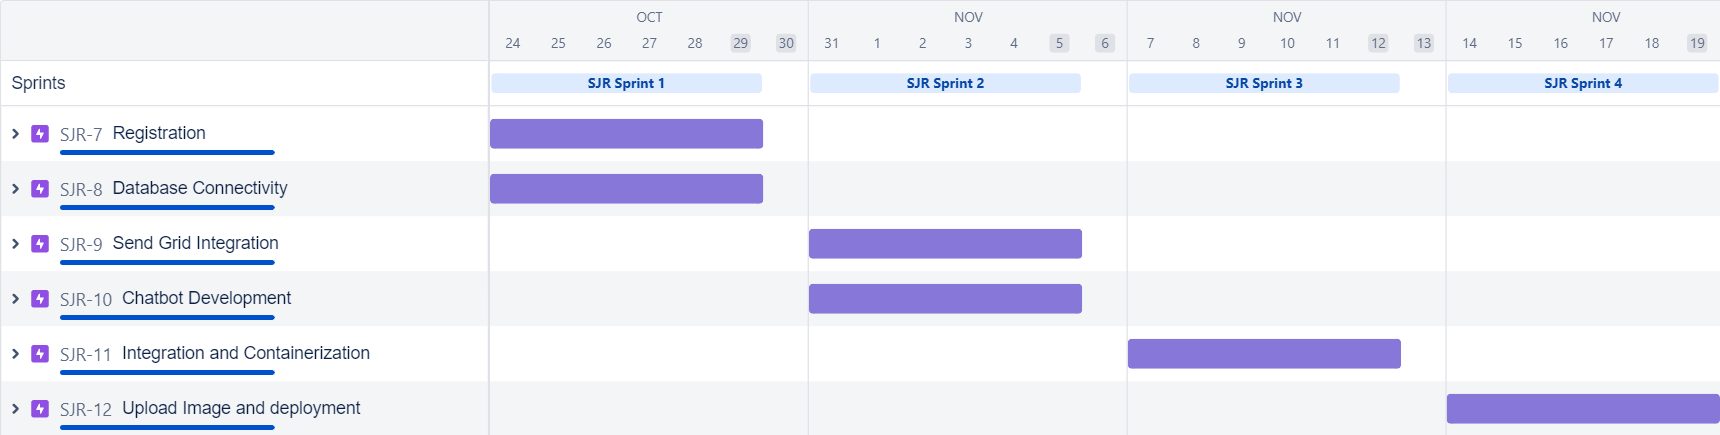 OCT NOV NOV NOV
24 25 26 27 28 29 30 31 1 2 3 4 5 6 7 8 9 10 11 12 13 14 15 16 17 18 19
Sprints SJR Sprint 1 SJR Sprint 2 SJR Sprint 3 SJR Sprint 4
SJR-7 Registration
SJR-8 Database Connectivity
SJR-9 Send Grid Integration
SJR-10 Chatbot Development
SJR-11 Integration and Containerization
SJR-12 Upload Image and deployment